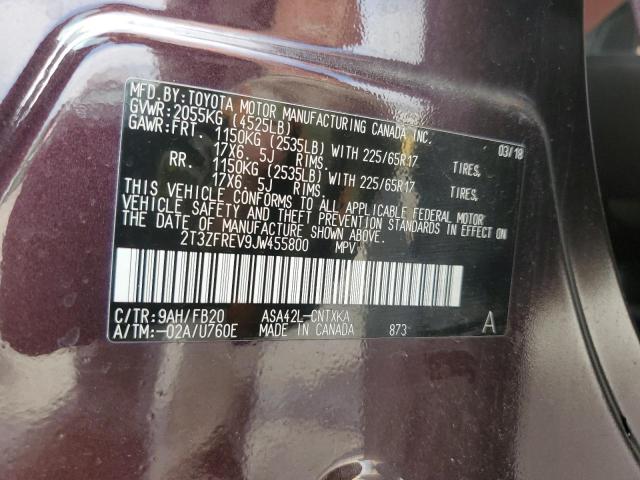 MFD.BY:TOYOTA MOTOR MANUFACTURING CANADA INC.
GVWR:2055KG (4525LB) 03/18
GAWR:FRT. 1150KG (2535LB) WITH 225/65R17 TIRES,
17X6. 5J RIMS.
RR. 1150KG (2535LB) WITH 225/65R17 TIRES,
17X6. 5J RIMS.
THIS VEHICLE CONFORMS TO ALL APPLICABLE FEDERAL MOTOR
VEHICLE SAFETY AND THEFT PREVENTION STANDARDS IN EFFECT ON
THE DATE OF MANUFACTURE SHOWN ABOVE.
2T3ZFREV9JW455800 MPV
C/TR:9AH/FB20 ASA42L-CNTXKA
A/TM:-02A/U760E MADE IN CANADA 873 A